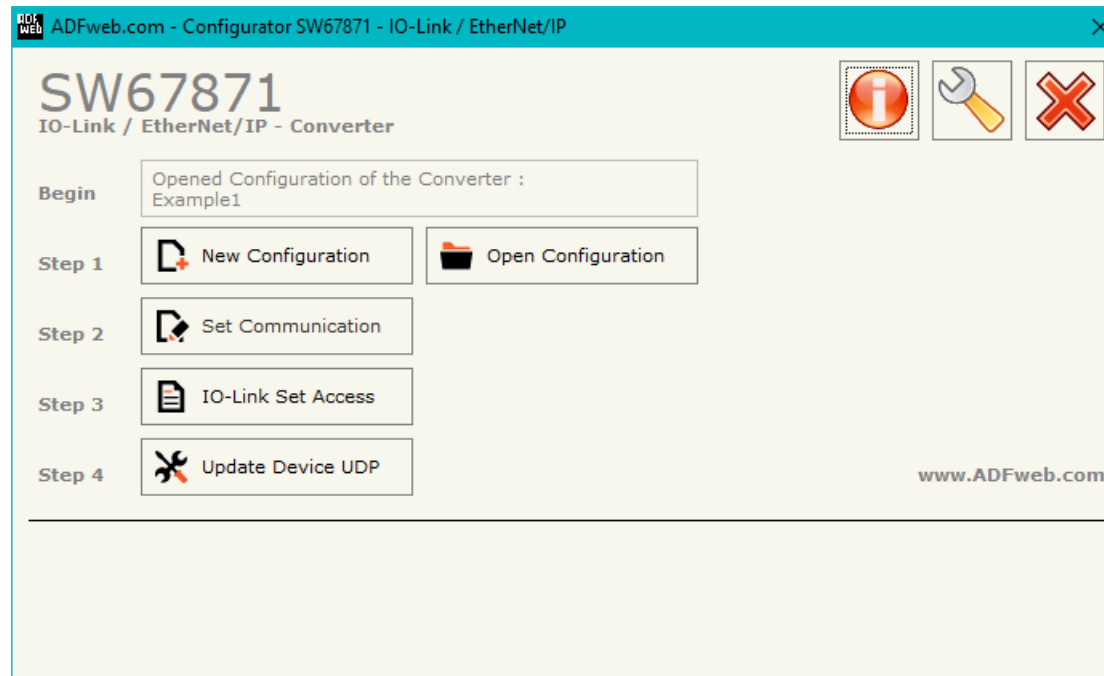 ADF
WEB
ADFweb.com - Configurator SW67871 - IO-Link / EtherNet/IP
SW67871
IO-Link / EtherNet/IP - Converter
Begin
Opened Configuration of the Converter :
Example1
Step 1
New Configuration
Open Configuration
Step 2
Set Communication
Step 3
IO-Link Set Access
Step 4
Update Device UDP
www.ADFweb.com